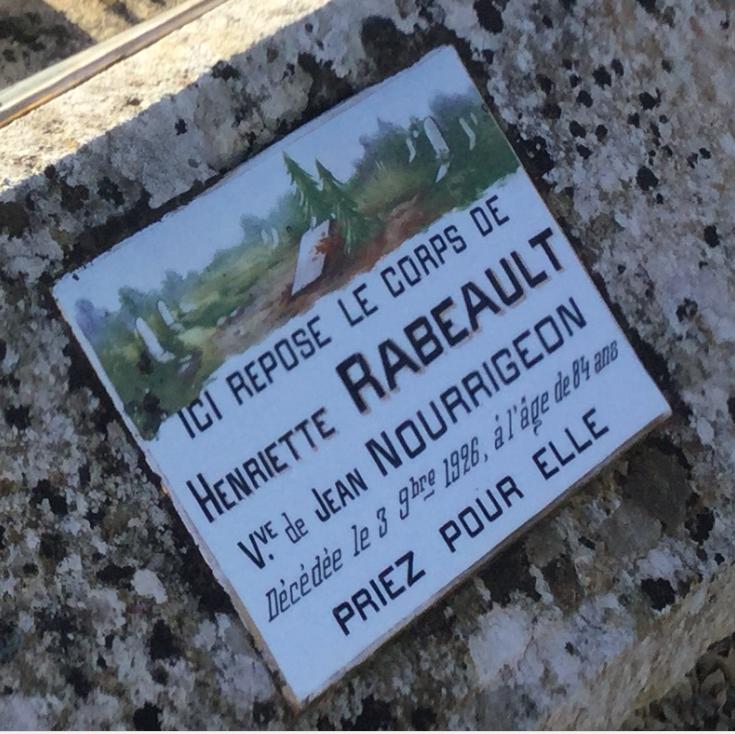 ICI REPOSE LE CORPS DE
HENRIETTE RABEAULT
Vve. de JEAN NOURRIGEON
Décédée le 3 9bre 1926, à l'âge de 84 ans
PRIEZ POUR ELLE